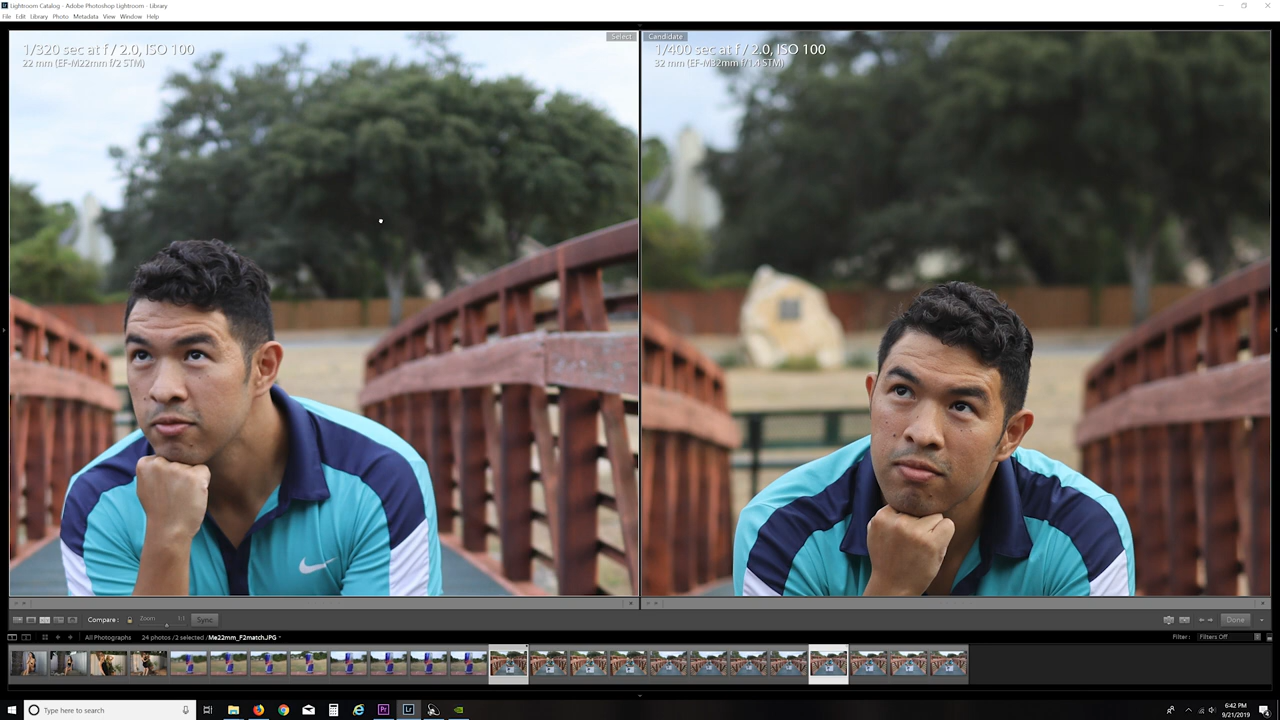 Lightroom Catalog - Adobe Photoshop Lightroom - Library
File Edit Library Photo Metadata View Window Help
1/320 sec at f / 2.0, ISO 100
22 mm (EF-M22mm f/2 STM)
Select
Candidate
1/400 sec at f / 2.0, ISO 100
32 mm (EF-M32mm f/1.4 STM)
Compare : Zoom 1:1 Sync
Done
All Photographs 24 photos /2 selected /Me22mm_F2match.JPG
Filter : Filters Off
Type here to search
6:42 PM
9/21/2019